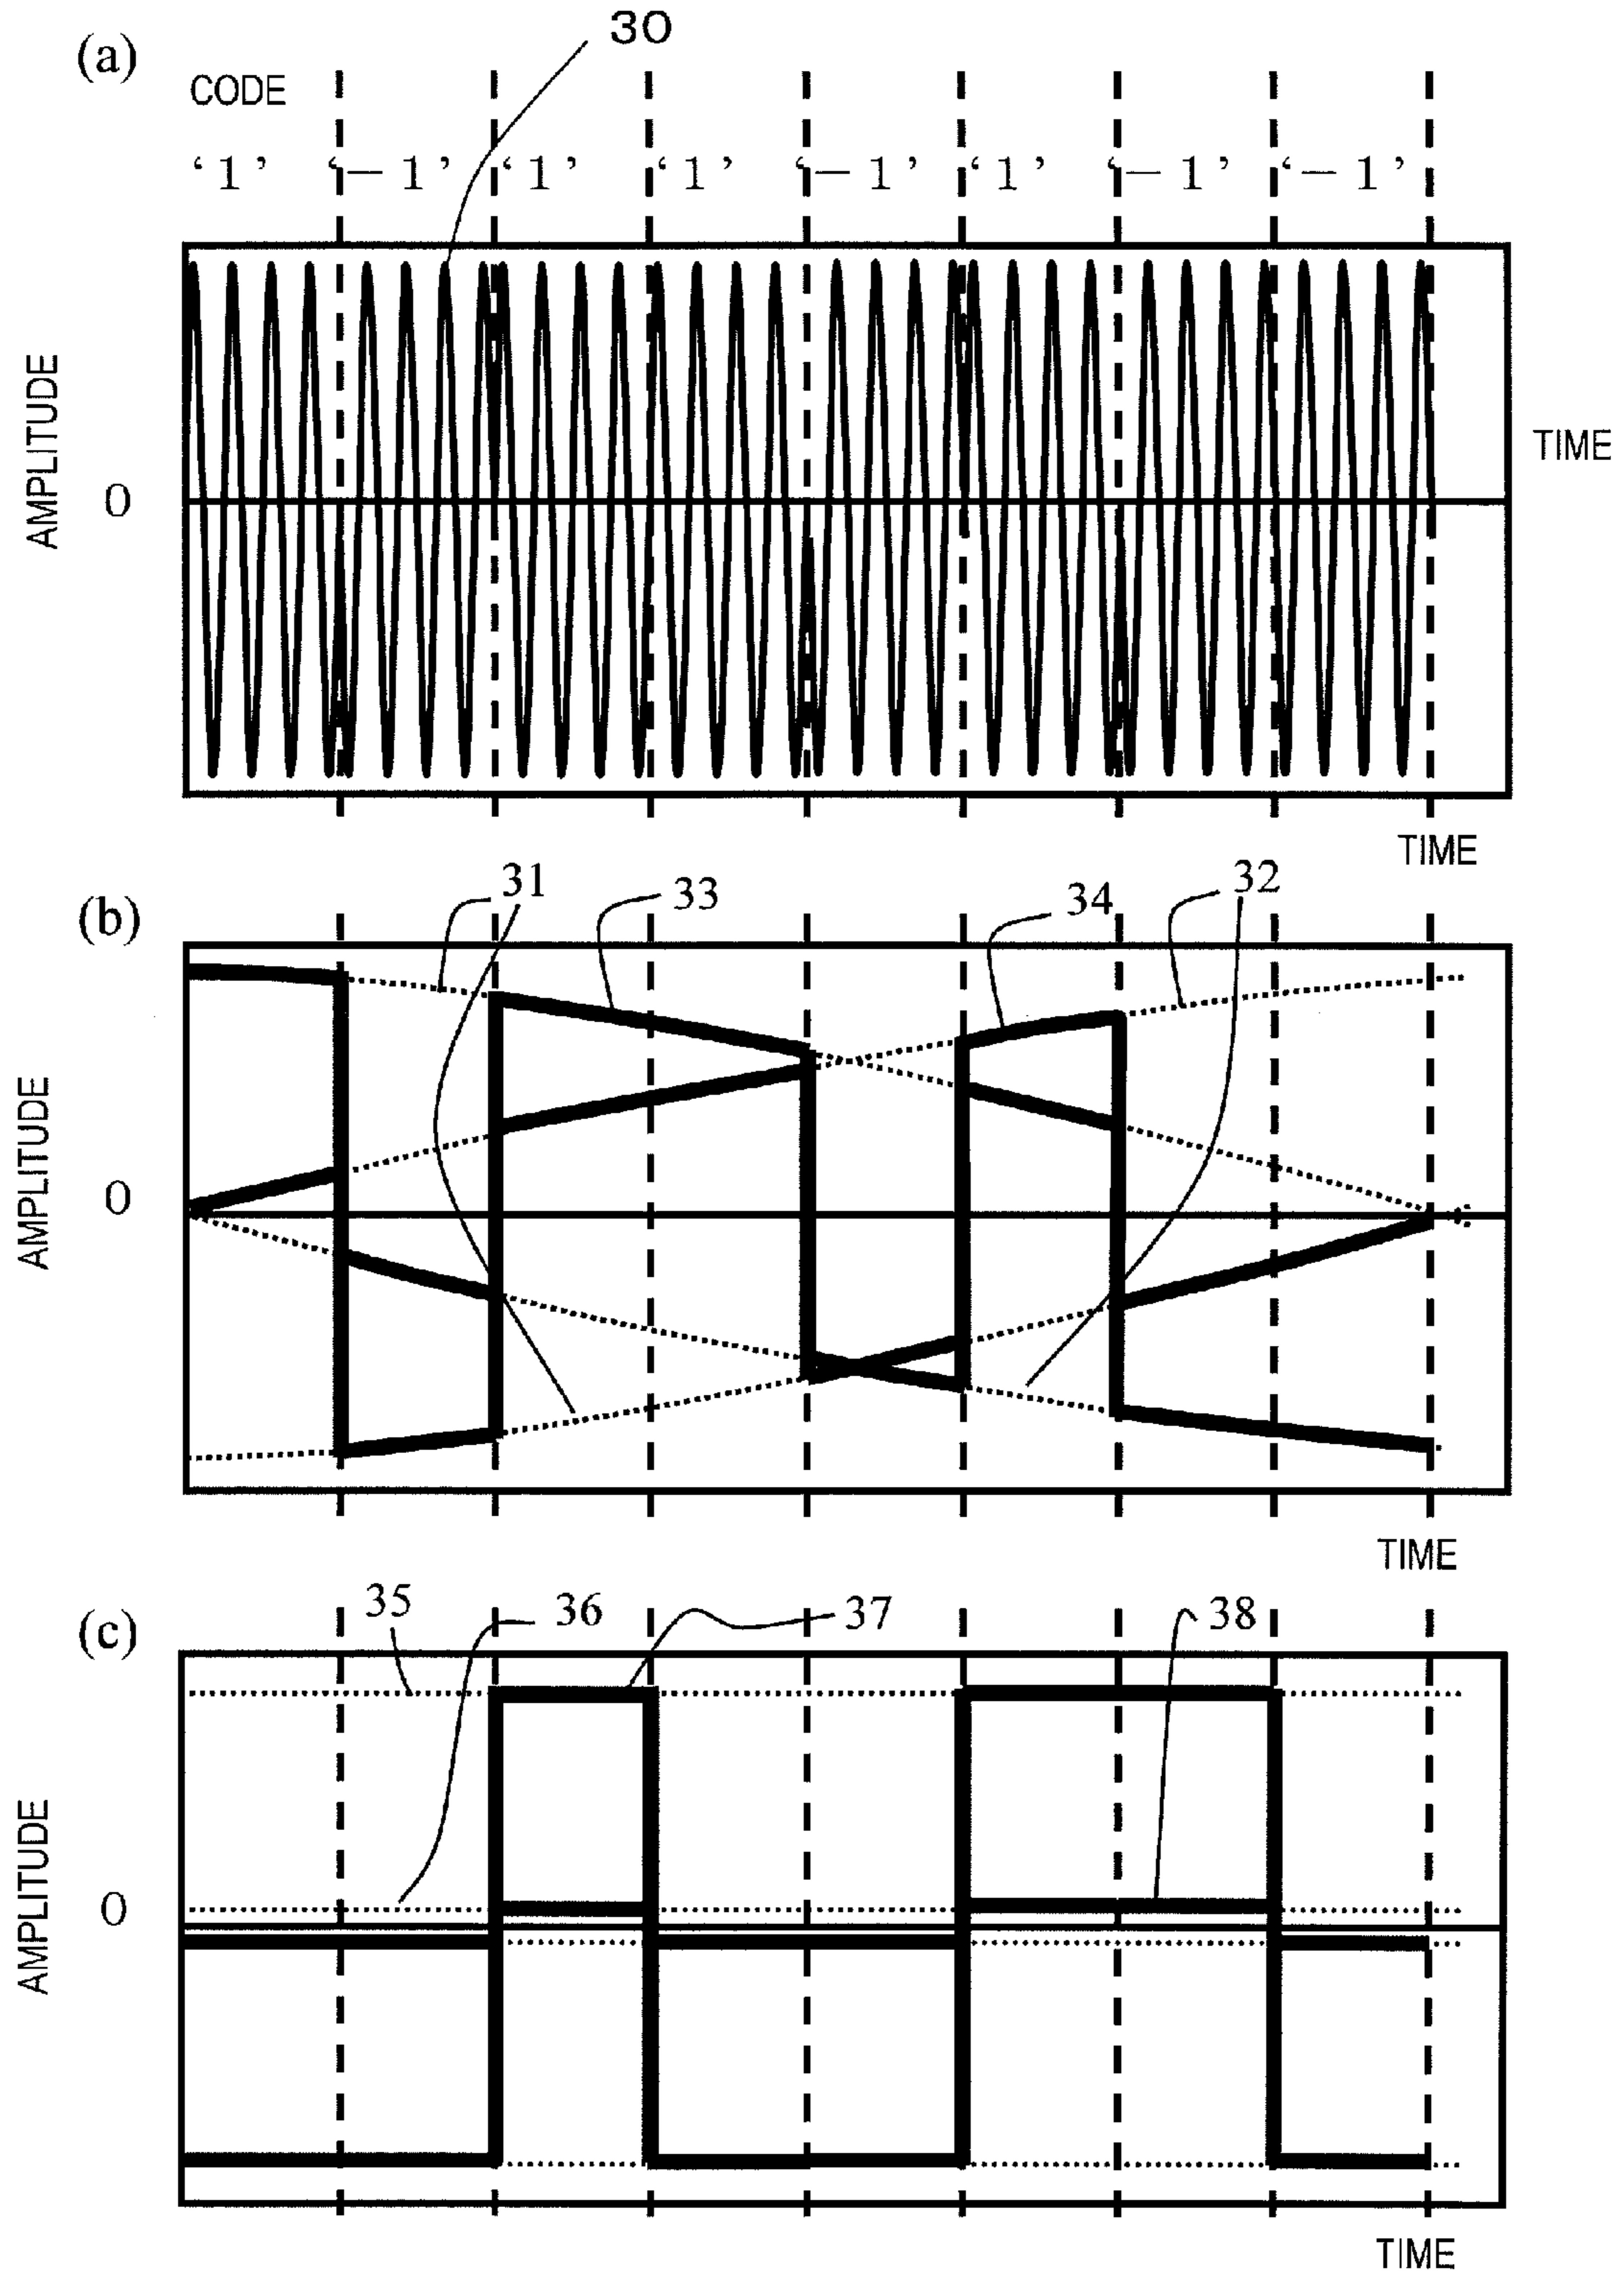 30
(a)
CODE
‘1’ ‘−1’ ‘1’ ‘1’ ‘−1’ ‘1’ ‘−1’ ‘−1’
AMPLITUDE
0
TIME
TIME
(b)
31
33
34
32
AMPLITUDE
0
TIME
(c)
35
36
37
38
AMPLITUDE
0
TIME